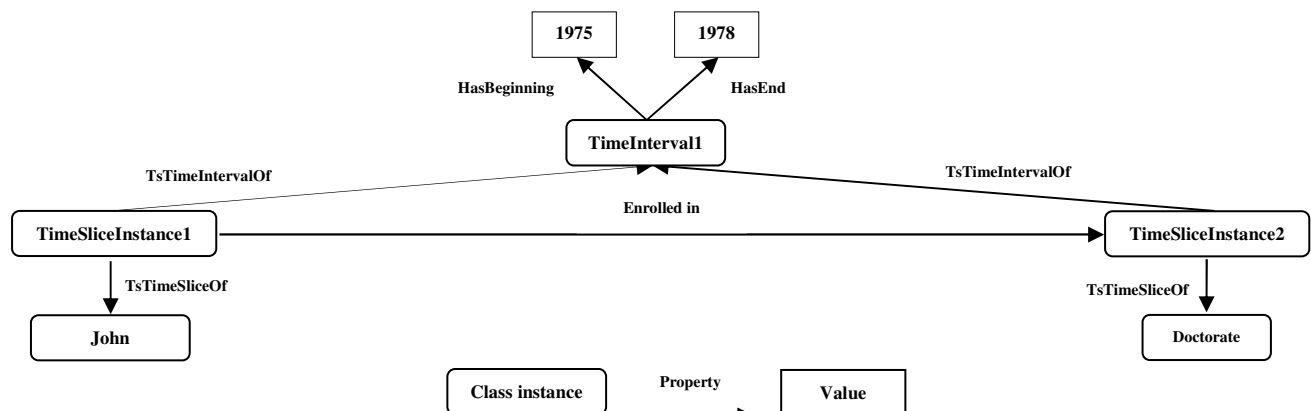 1975
1978
HasBeginning
HasEnd
TimeInterval1
TsTimeIntervalOf
TsTimeIntervalOf
Enrolled in
TimeSliceInstance1
TimeSliceInstance2
TsTimeSliceOf
TsTimeSliceOf
John
Doctorate
Class instance
Property
Value